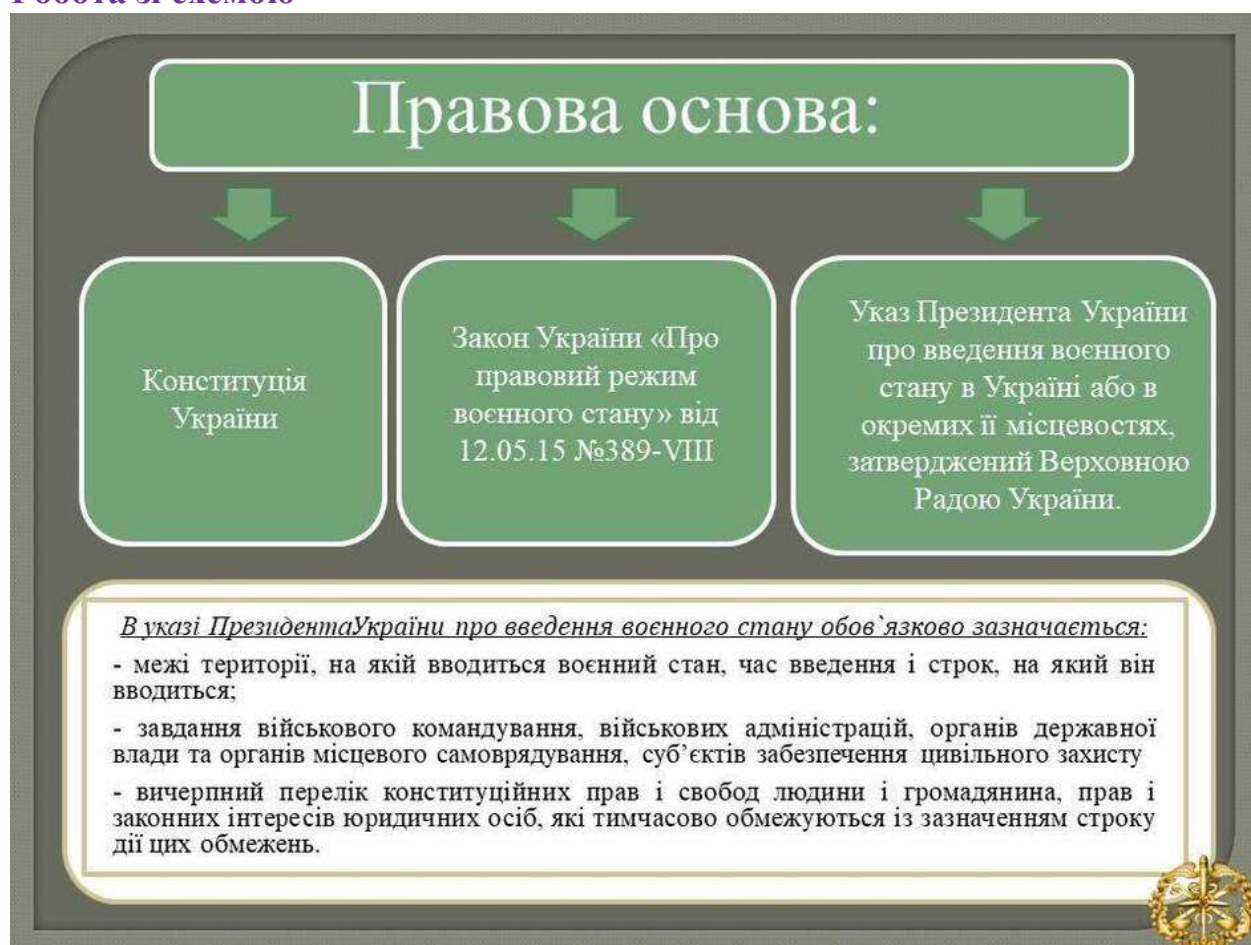 Правова основа:
Конституція
України
Закон України «Про
правовий режим
воєнного стану» від
12.05.15 №389-VIII
Указ Президента України
про введення воєнного
стану в Україні або в
окремих її місцевостях,
затверджений Верховною
Радою України.
В указі ПрезидентаУкраїни про введення воєнного стану обов`язково зазначається:
- межі території, на якій вводиться воєнний стан, час введення і строк, на який він
вводиться;
- завдання військового командування, військових адміністрацій, органів державної
влади та органів місцевого самоврядування, суб’єктів забезпечення цивільного захисту
- вичерпний перелік конституційних прав і свобод людини і громадянина, прав і
законних інтересів юридичних осіб, які тимчасово обмежуються із зазначенням строку
дії цих обмежень.